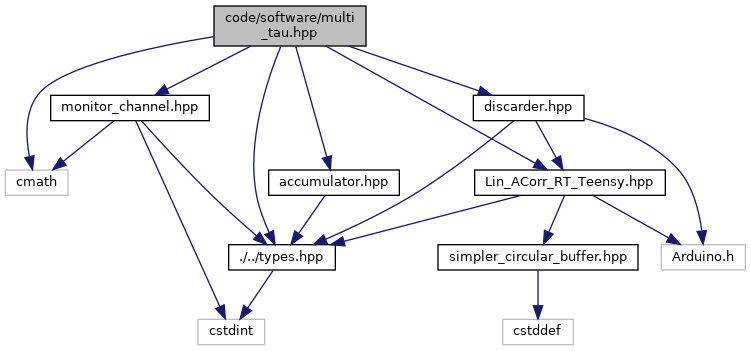 code/software/multi
_tau.hpp
monitor_channel.hpp
discarder.hpp
cmath
accumulator.hpp
Lin_ACorr_RT_Teensy.hpp
./../types.hpp
simpler_circular_buffer.hpp
Arduino.h
cstdint
cstddef